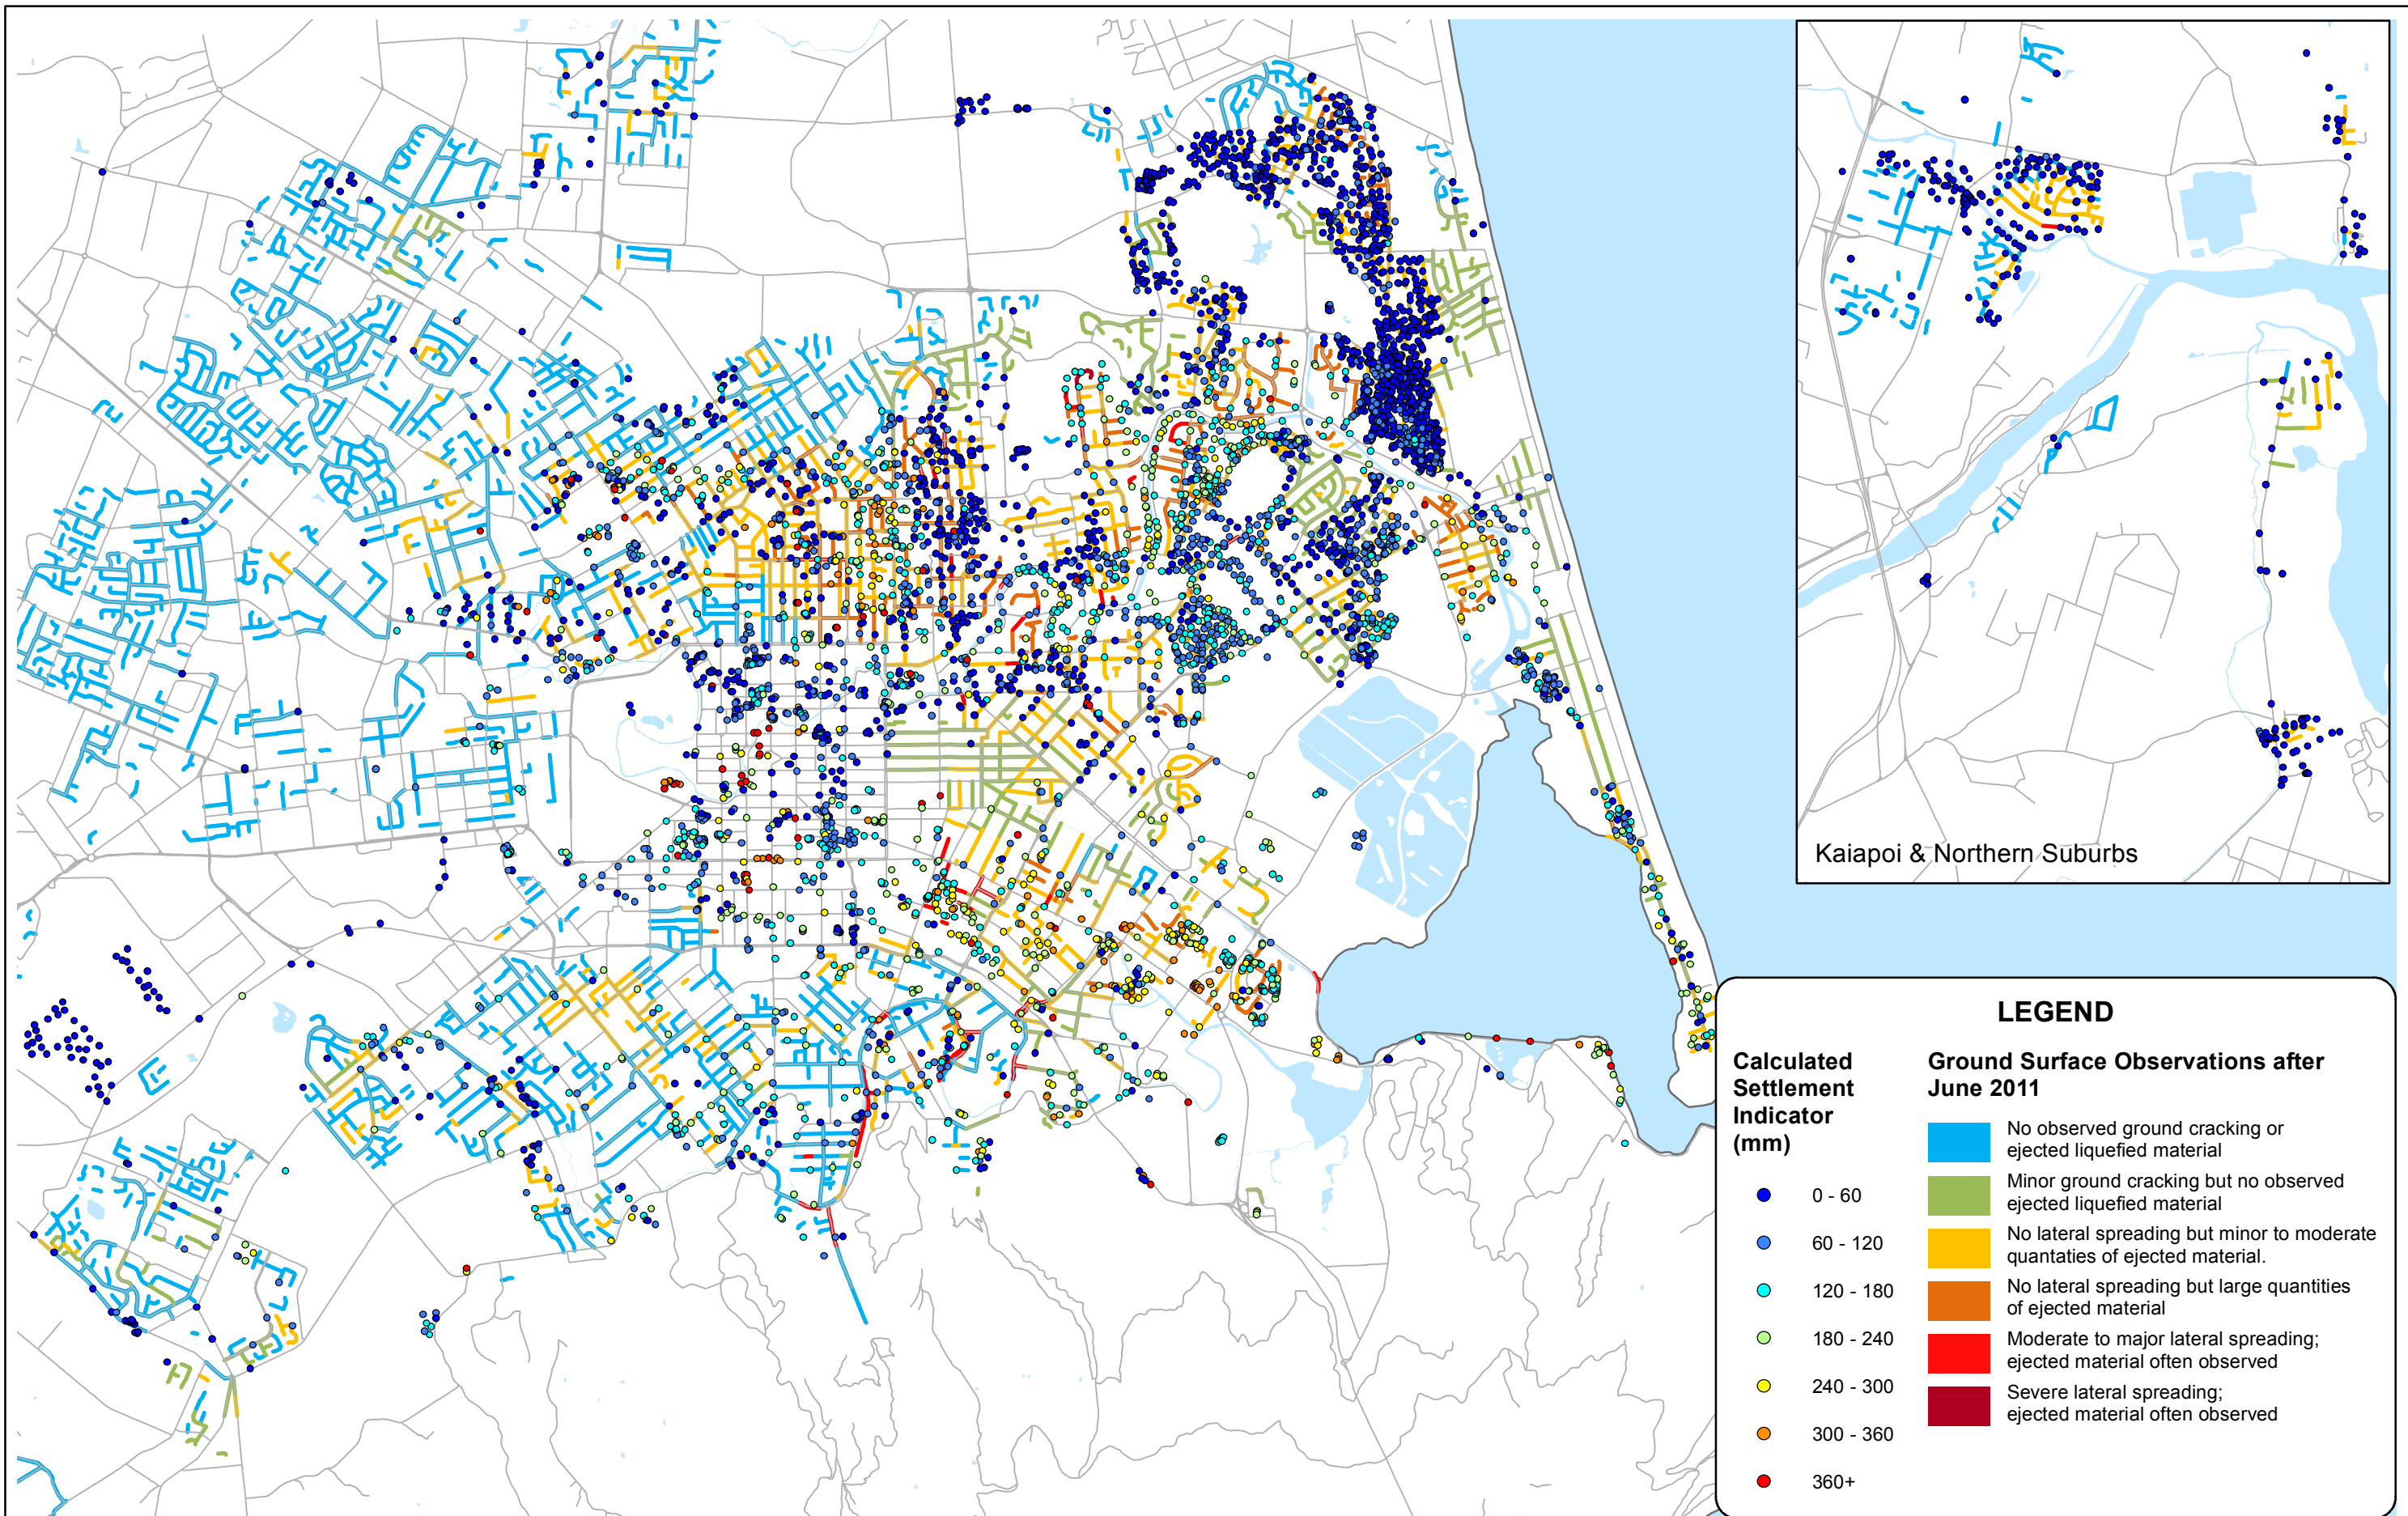 Kaiapoi & Northern Suburbs
LEGEND
Calculated
Settlement
Indicator
(mm)
0 - 60
60 - 120
120 - 180
180 - 240
240 - 300
300 - 360
360+
Ground Surface Observations after
June 2011
No observed ground cracking or
ejected liquefied material
Minor ground cracking but no observed
ejected liquefied material
No lateral spreading but minor to moderate
quantaties of ejected material.
No lateral spreading but large quantities
of ejected material
Moderate to major lateral spreading;
ejected material often observed
Severe lateral spreading;
ejected material often observed